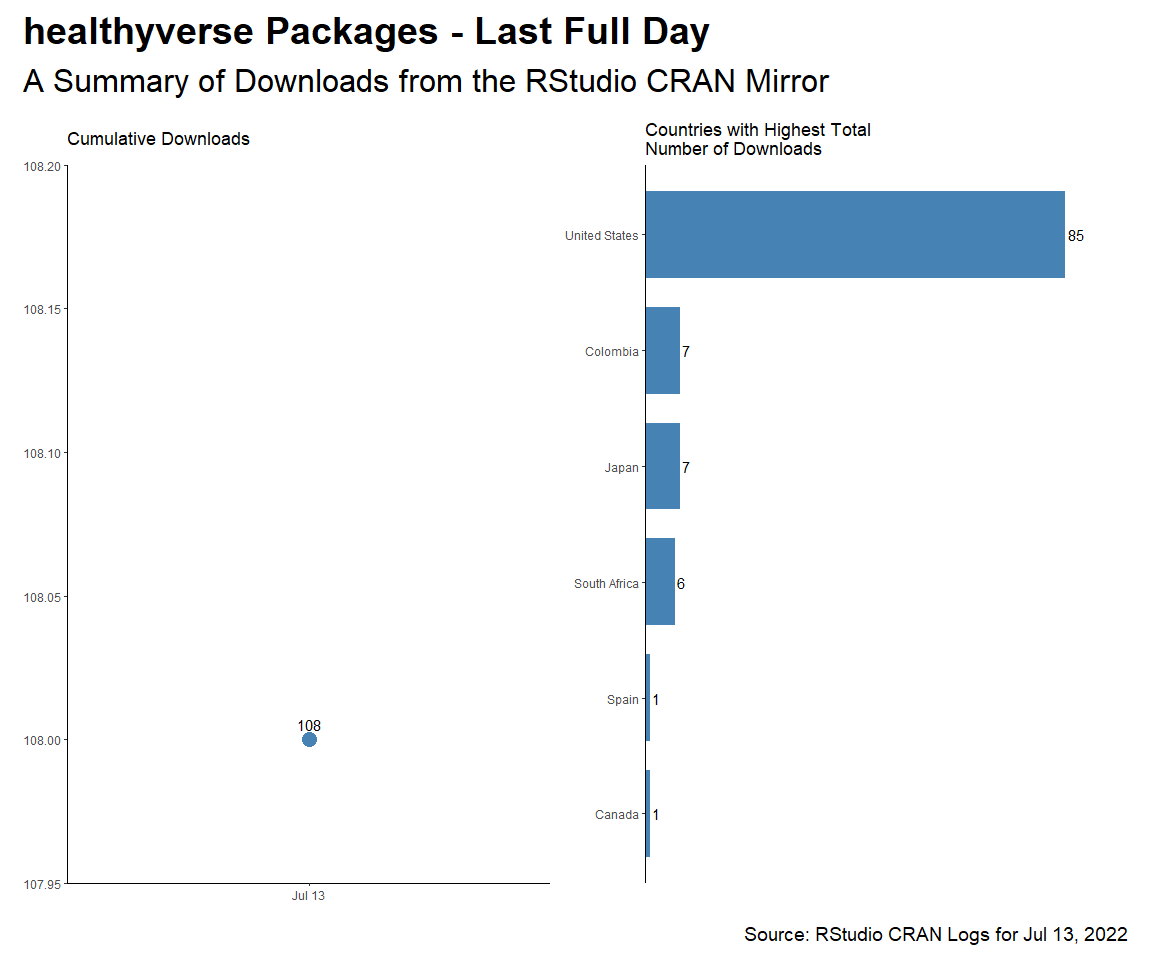 healthyverse Packages - Last Full Day
A Summary of Downloads from the RStudio CRAN Mirror
Cumulative Downloads
108.20
108.15
108.10
108.05
108.00
107.95
108
Jul 13
Countries with Highest Total
Number of Downloads
United States 85
Colombia 7
Japan 7
South Africa 6
Spain 1
Canada 1
Source: RStudio CRAN Logs for Jul 13, 2022